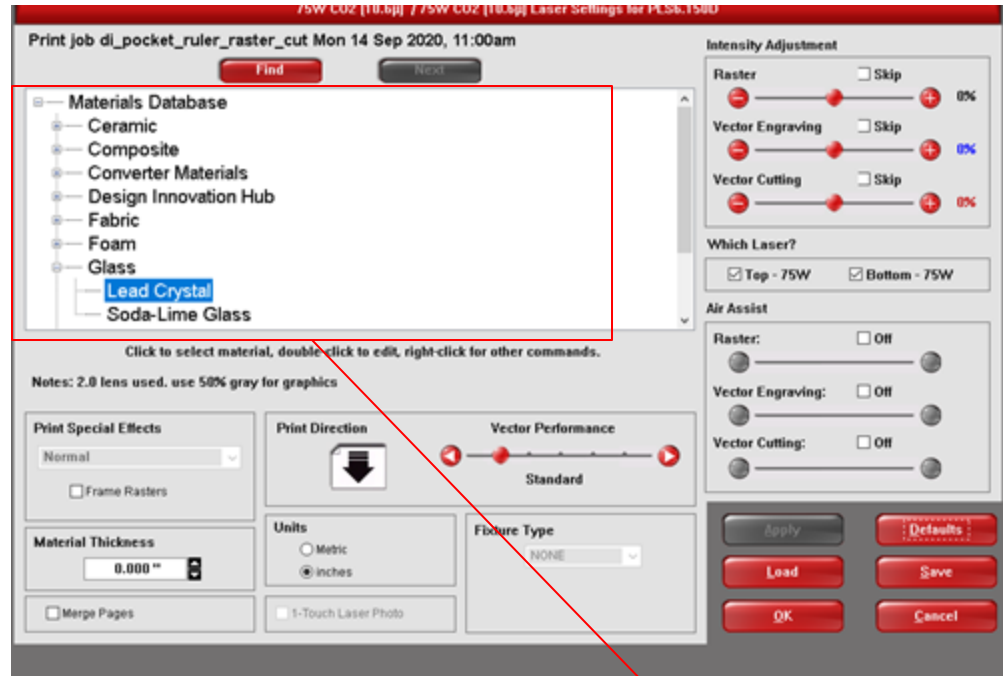 75W CO2 [10.6µ] / 75W CO2 [10.6µ] Laser Settings for PLS6.150D
Print job di_pocket_ruler_raster_cut Mon 14 Sep 2020, 11:00am
Find
Next
Materials Database
Ceramic
Composite
Converter Materials
Design Innovation Hub
Fabric
Foam
Glass
Lead Crystal
Soda-Lime Glass
Click to select material, double click to edit, right-click for other commands.
Notes: 2.0 lens used. use 50% gray for graphics
Print Special Effects
Normal
Frame Rasters
Print Direction
Vector Performance
Standard
Material Thickness
0.000 "
Units
Metric
inches
Fixture Type
NONE
Merge Pages
1-Touch Laser Photo
Intensity Adjustment
Raster Skip
0%
Vector Engraving Skip
0%
Vector Cutting Skip
0%
Which Laser?
Top - 75W Bottom - 75W
Air Assist
Raster: Off
Vector Engraving: Off
Vector Cutting: Off
Apply Defaults
Load Save
OK Cancel